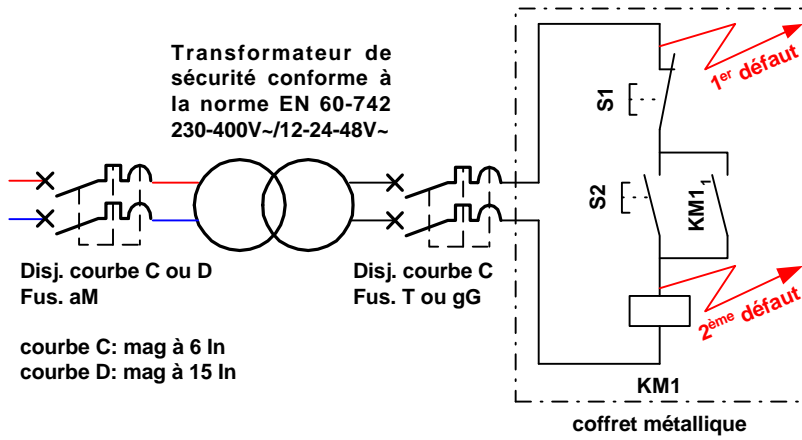 Transformateur de
sécurité conforme à
la norme EN 60-742
230-400V~/12-24-48V~
Disj. courbe C ou D
Fus. aM
courbe C: mag à 6 In
courbe D: mag à 15 In
Disj. courbe C
Fus. T ou gG
S1
S2
KM1₁
1er défaut
2ème défaut
KM1
coffret métallique